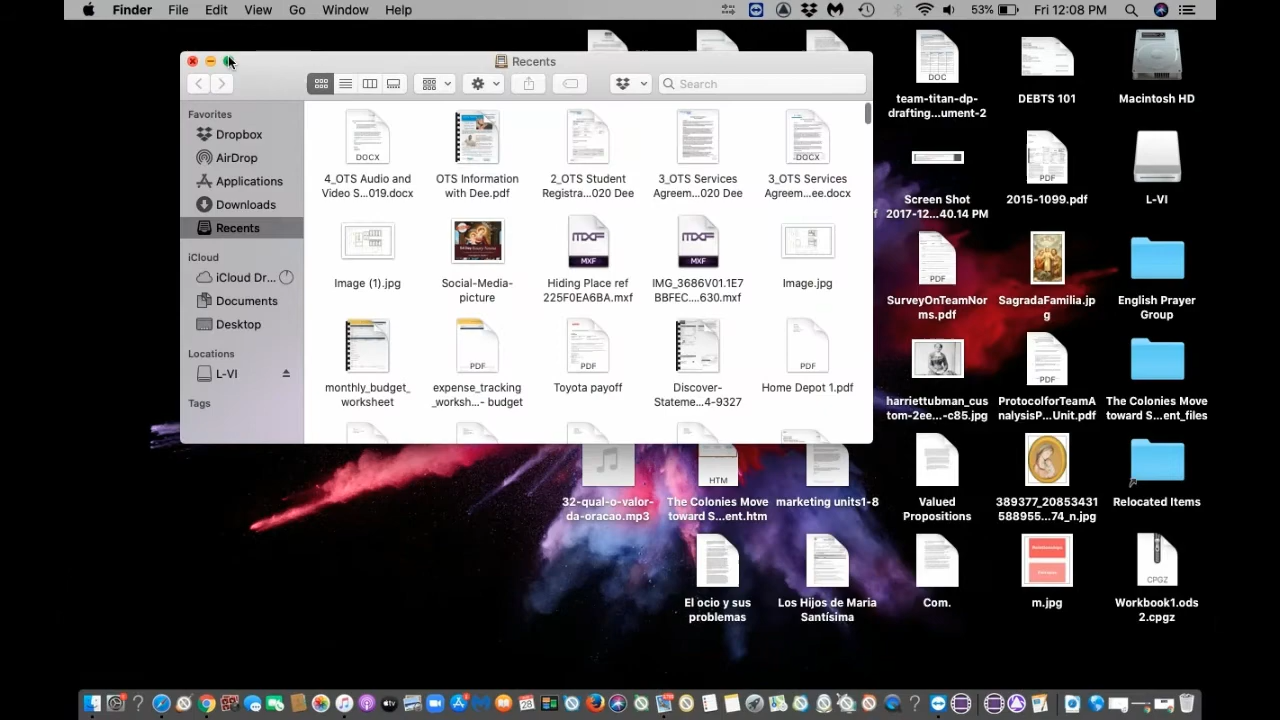 Finder File Edit View Go Window Help 53% Fri 12:08 PM
Recents
Search
Favorites
Dropbox
AirDrop
Applications
Downloads
Recents
iCloud
iCloud Dr...
Documents
Desktop
Locations
L-VI
Tags
DOCX
4_OTS Audio and
Video S...019.docx
OTS Information
with Dee.pdf
2_OTS Student
Registra...020 Dee
3_OTS Services
Agreem...020 Dee
DOCX
3_OTS Services
Agreem...ee.docx
Image (1).jpg
Social-Media-
picture
MXF
Hiding Place ref
225F0EA6BA.mxf
MXF
IMG_3686V01.1E7
BBFEC....630.mxf
Image.jpg
monhly_budget_
worksheet
PDF
expense_tracking
_worksh...- budget
PDF
Toyota payoff
Discover-
Stateme...4-9327
PDF
Home Depot 1.pdf
DOC
team-titan-dp-
drafting...ument-2
DEBTS 101
Macintosh HD
Screen Shot
2017-12...40.14 PM
PDF
2015-1099.pdf
L-VI
PDF
SurveyOnTeamNor
ms.pdf
SagradaFamilia.jp
g
English Prayer
Group
harriettubman_cus
tom-2ee...-c85.jpg
PDF
ProtocolforTeamA
nalysisP...Unit.pdf
The Colonies Move
toward S...ent_files
32-qual-o-valor-
da-oracao.mp3
HTM
The Colonies Move
toward S...ent.htm
marketing units1-8
Valued
Propositions
389377_20853431
588955...74_n.jpg
Relocated Items
El ocio y sus
problemas
Los Hijos de Maria
Santísima
Com.
m.jpg
CPGZ
Workbook1.ods
2.cpgz
28